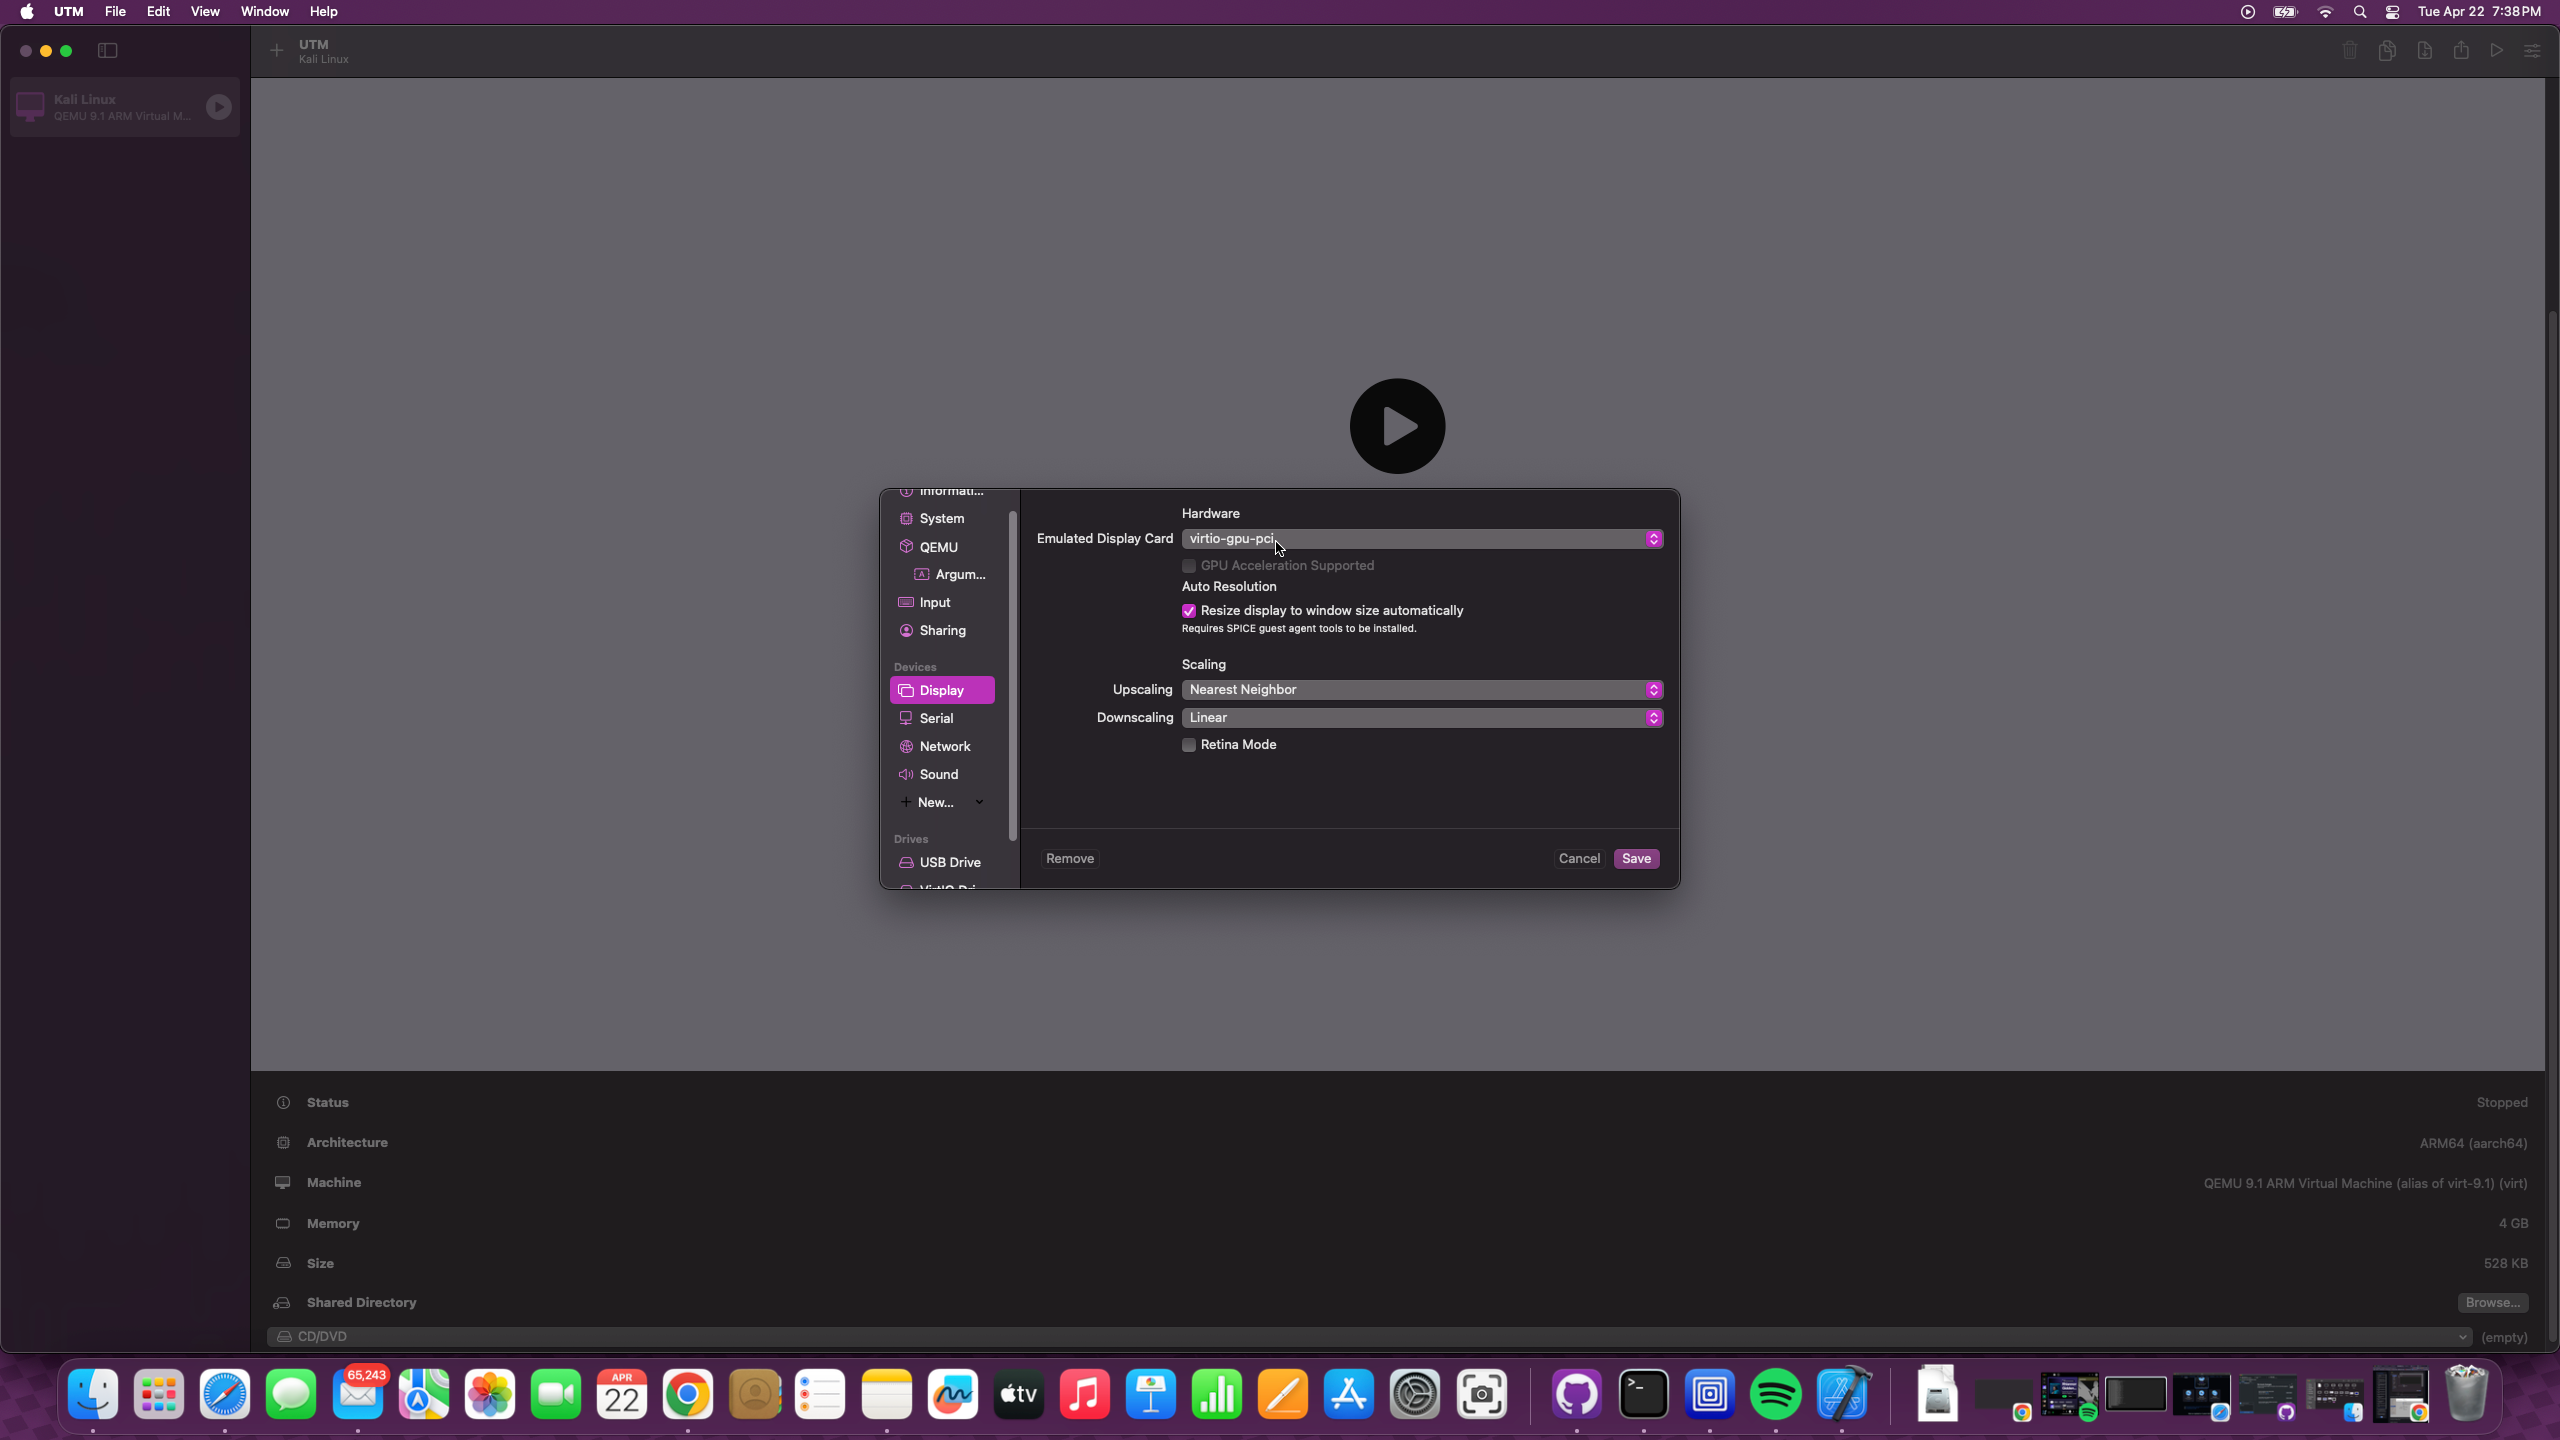 UTM File Edit View Window Help Tue Apr 22 7:38 PM
UTM
Kali Linux
Kali Linux
QEMU 9.1 ARM Virtual M...
Informati...
System
QEMU
Argum...
Input
Sharing
Devices
Display
Serial
Network
Sound
New...
Drives
USB Drive
VirtIO Dri...
Hardware
Emulated Display Card virtio-gpu-pci
GPU Acceleration Supported
Auto Resolution
Resize display to window size automatically
Requires SPICE guest agent tools to be installed.
Scaling
Upscaling Nearest Neighbor
Downscaling Linear
Retina Mode
Remove Cancel Save
Status Stopped
Architecture ARM64 (aarch64)
Machine QEMU 9.1 ARM Virtual Machine (alias of virt-9.1) (virt)
Memory 4 GB
Size 528 KB
Shared Directory Browse...
CD/DVD (empty)
65,243
APR
22
tv